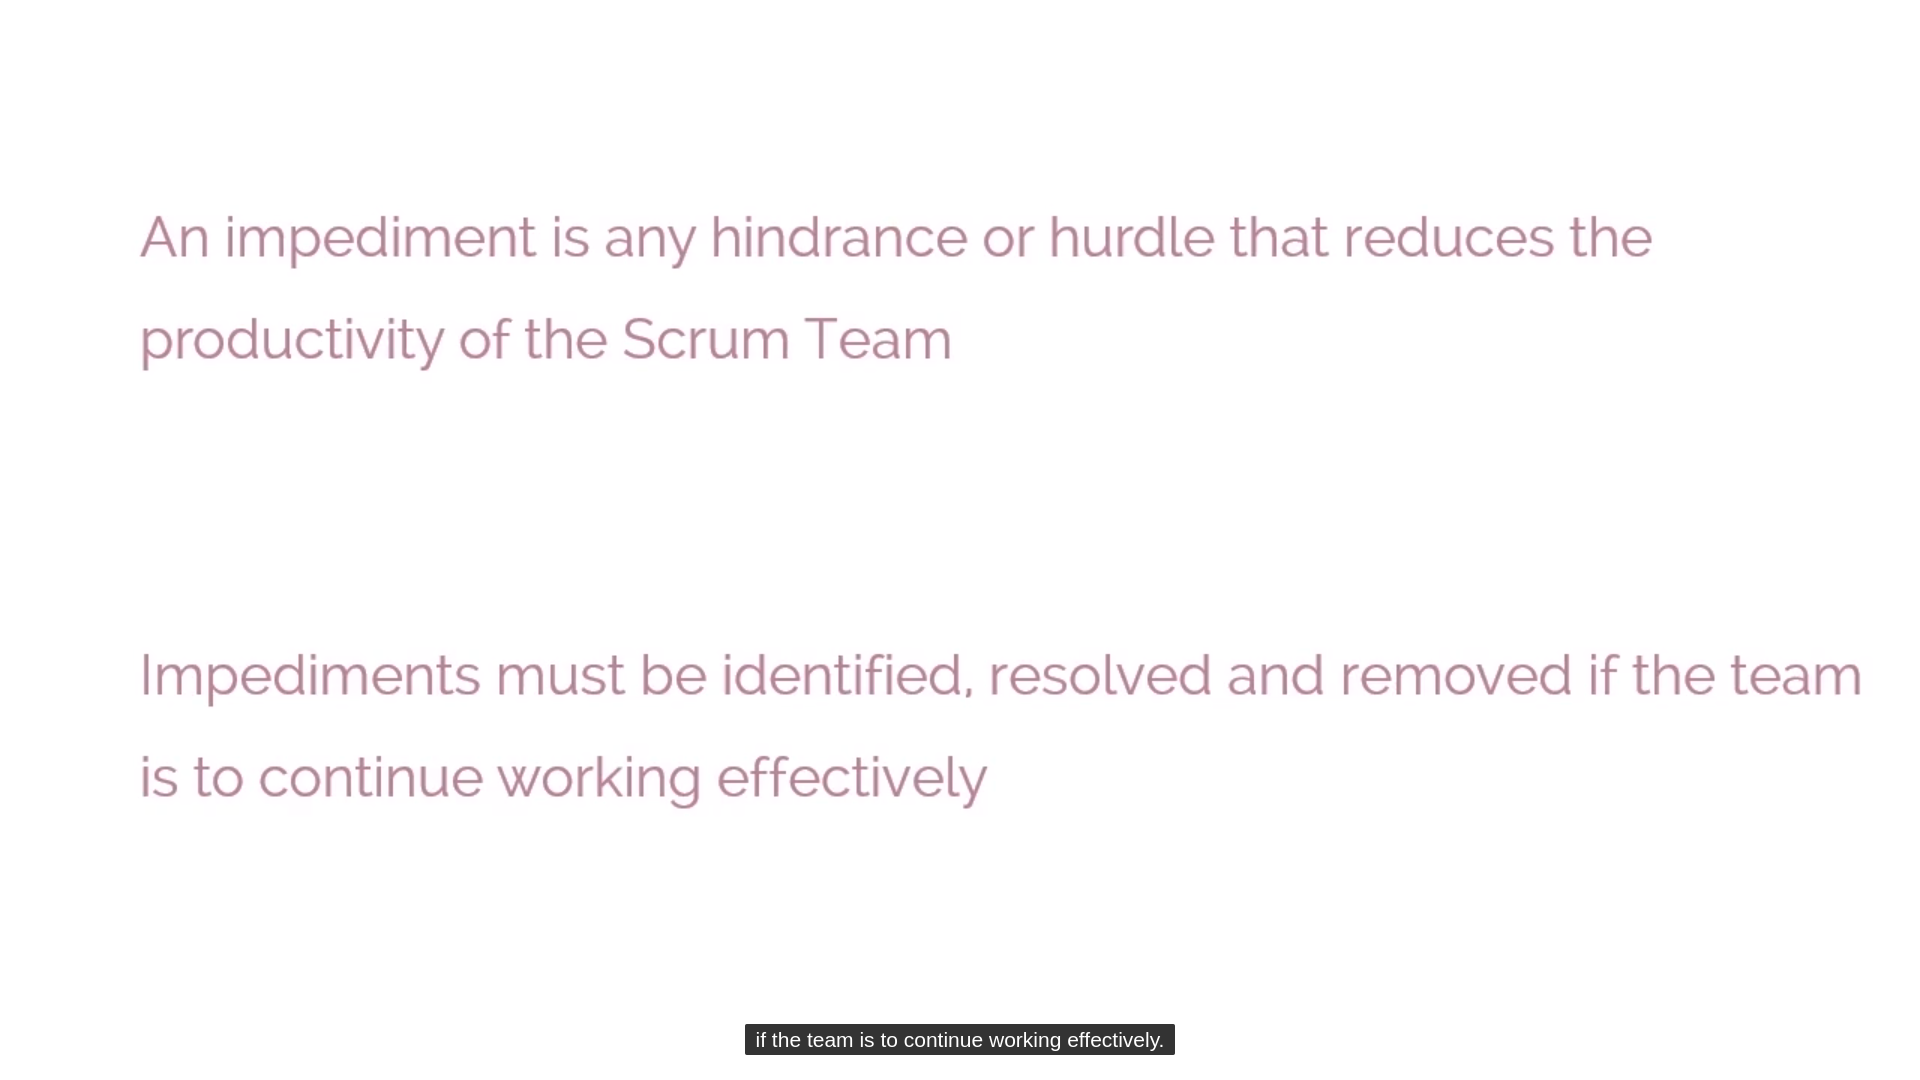 An impediment is any hindrance or hurdle that reduces the
productivity of the Scrum Team
Impediments must be identified, resolved and removed if the team
is to continue working effectively
if the team is to continue working effectively.